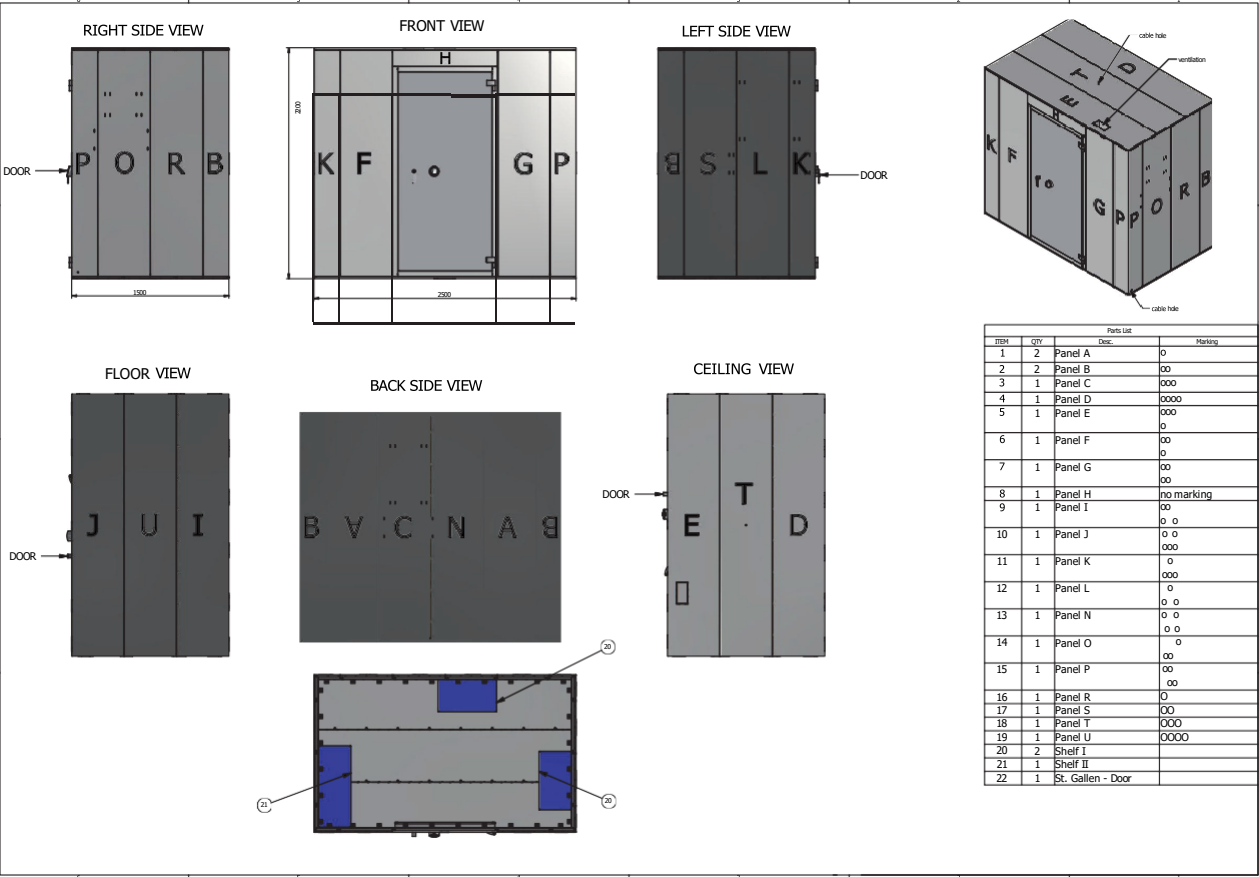 RIGHT SIDE VIEW
FRONT VIEW
LEFT SIDE VIEW
cable hole
ventilation
D
T
E
H
H
2200
DOOR
P O R B
K F G P
B S L K
DOOR
K F G P P O R B
1500
2500
cable hole
FLOOR VIEW
BACK SIDE VIEW
CEILING VIEW
J U I
DOOR
B A C N A B
DOOR
E T D
20
21
20
Parts List
ITEM QTY Desc. Marking
1 2 Panel A o
2 2 Panel B oo
3 1 Panel C ooo
4 1 Panel D oooo
5 1 Panel E ooo
o
6 1 Panel F oo
o
7 1 Panel G oo
oo
8 1 Panel H no marking
9 1 Panel I oo
o o
10 1 Panel J o o
ooo
11 1 Panel K o
ooo
12 1 Panel L o
o o
13 1 Panel N o o
o o
14 1 Panel O o
oo
15 1 Panel P oo
oo
16 1 Panel R O
17 1 Panel S OO
18 1 Panel T OOO
19 1 Panel U OOOO
20 2 Shelf I
21 1 Shelf II
22 1 St. Gallen - Door